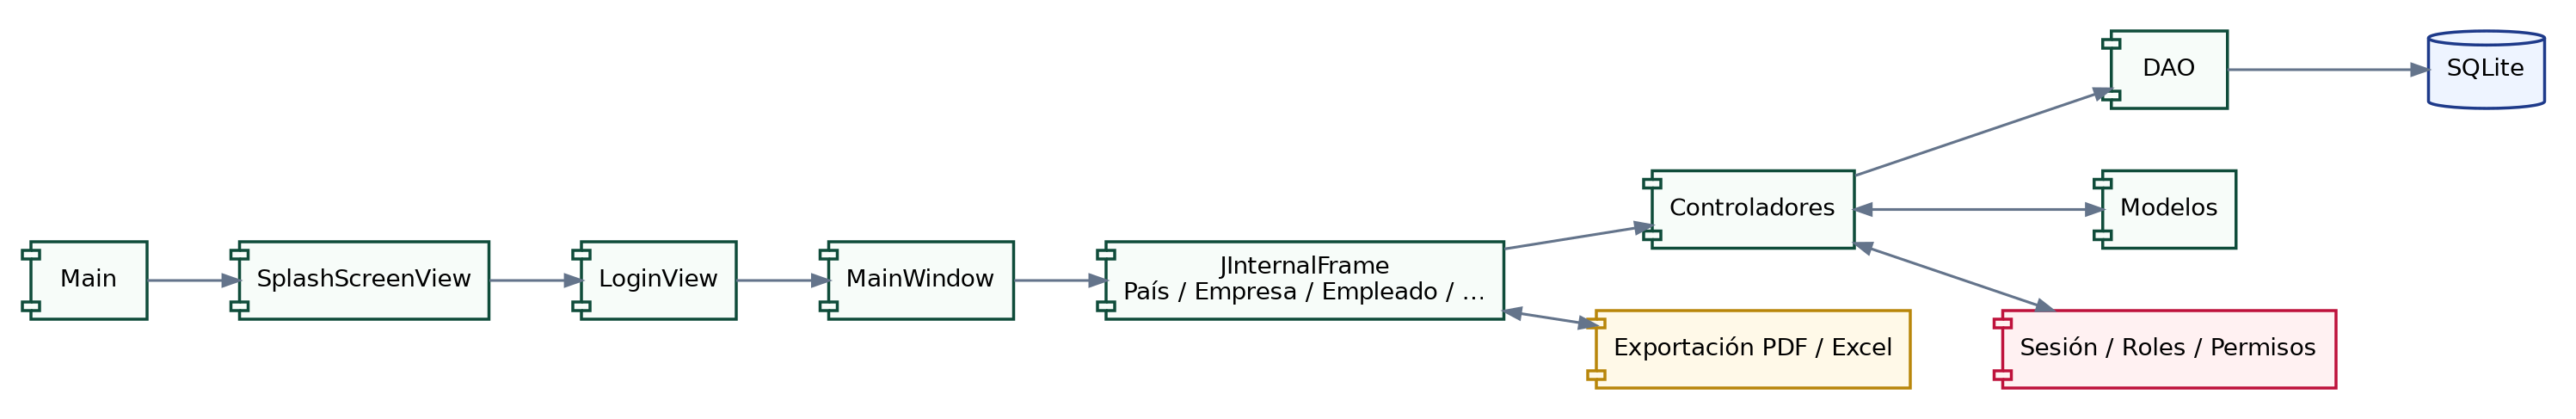 Main
SplashScreenView
LoginView
MainWindow
JInternalFrame
País / Empresa / Empleado / ...
Controladores
Exportación PDF / Excel
DAO
Modelos
Sesión / Roles / Permisos
SQLite